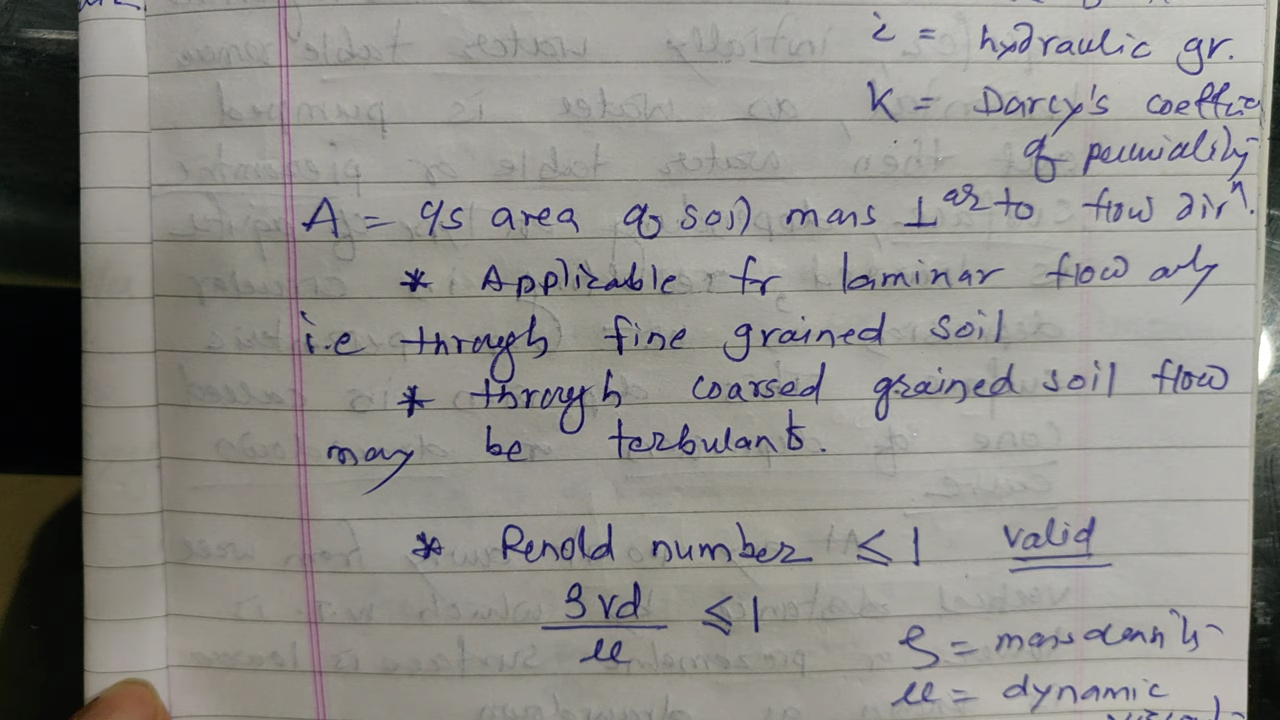 i = hydraulic gr.
K = Darcy's coeffic
of permiability
A = c/s area of soil mass ⊥ar to flow dirn.
* Applicable fr laminar flow only
i.e through fine grained soil
* through coarsed grained soil flow
may be terbulants.
* Renold number ≤ 1 valid
ρvd / μ ≤ 1
ρ = mass density
μ = dynamic